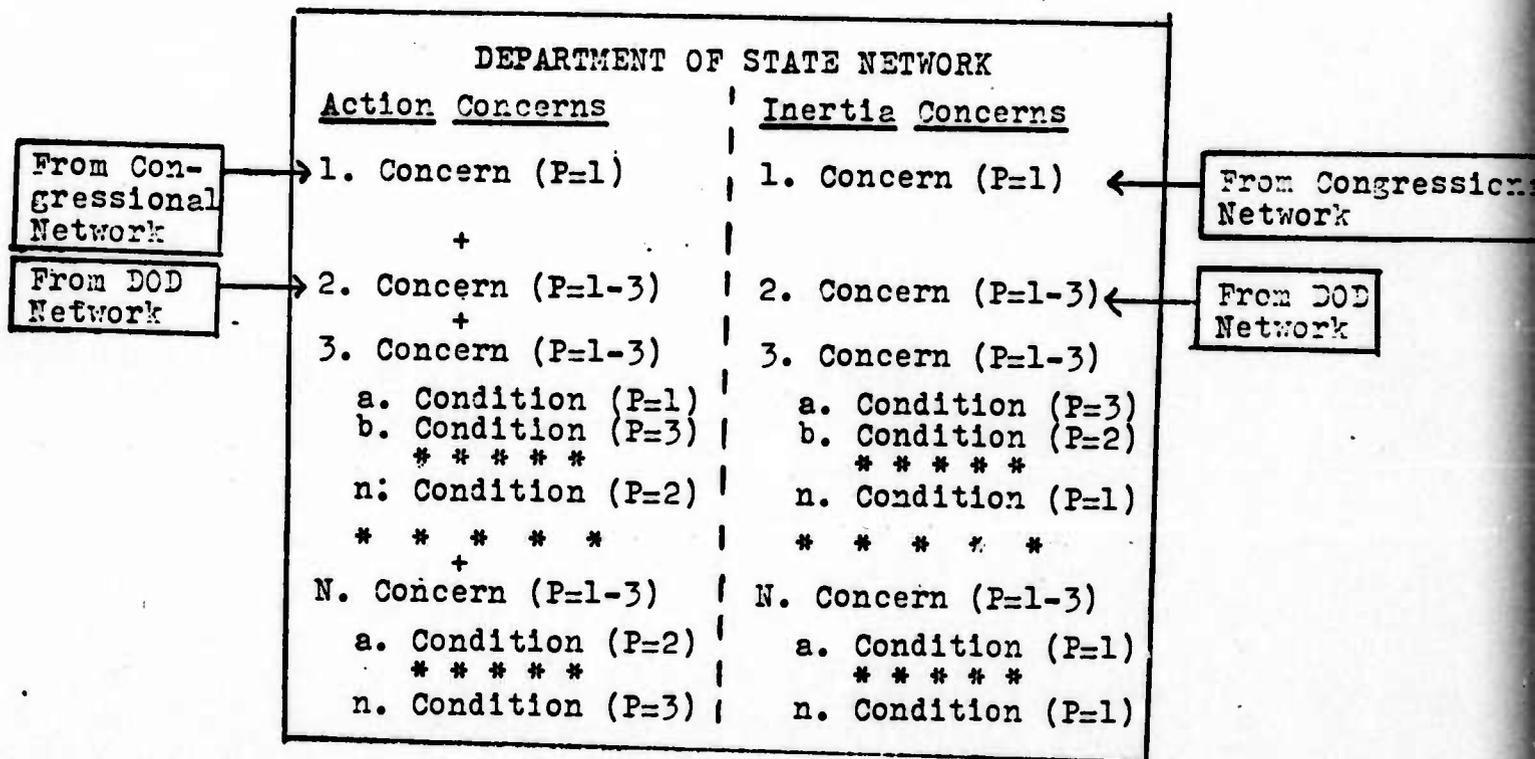 DEPARTMENT OF STATE NETWORK
Action Concerns
1. Concern (P=1)
+
2. Concern (P=1-3)
+
3. Concern (P=1-3)
a. Condition (P=1)
b. Condition (P=3)
* * * * *
n. Condition (P=2)
* * * * *
+
N. Concern (P=1-3)
a. Condition (P=2)
* * * * *
n. Condition (P=3)
Inertia Concerns
1. Concern (P=1)
2. Concern (P=1-3)
3. Concern (P=1-3)
a. Condition (P=3)
b. Condition (P=2)
* * * * *
n. Condition (P=1)
* * * * *
N. Concern (P=1-3)
a. Condition (P=1)
* * * * *
n. Condition (P=1)
From Con-
gressional
Network
From DOD
Network
From
Network
From DOD
Network